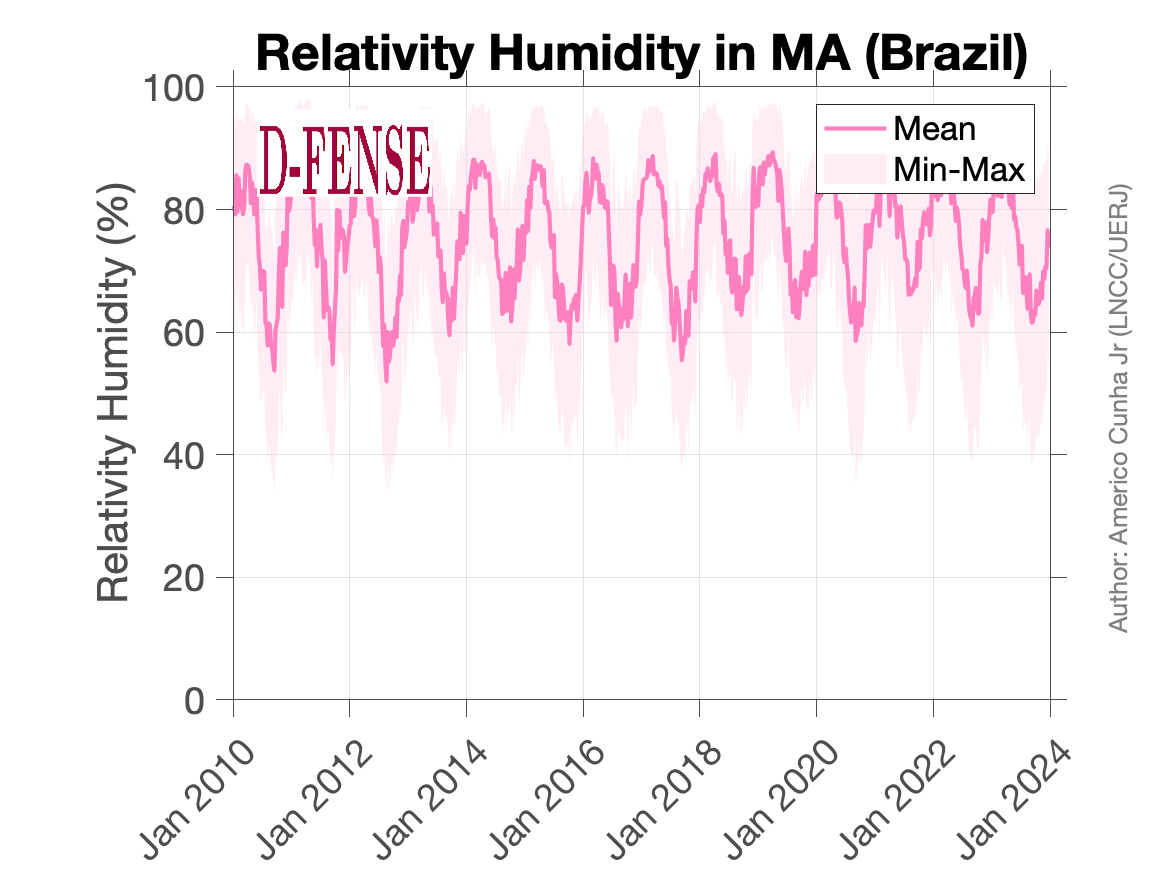 Relativity Humidity in MA (Brazil)
D-FENSE
Mean
Min-Max
Relativity Humidity (%)
100
80
60
40
20
0
Jan 2010
Jan 2012
Jan 2014
Jan 2016
Jan 2018
Jan 2020
Jan 2022
Jan 2024
Author: Americo Cunha Jr (LNCC/UERJ)